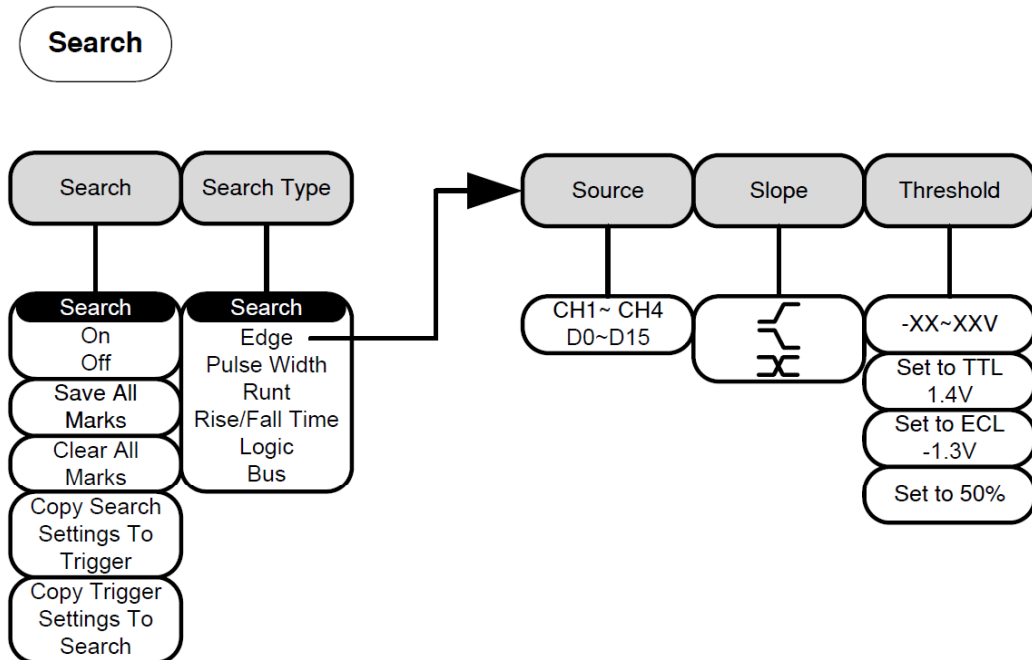 Search
Search
Search Type
Source
Slope
Threshold
Search
On
Off
Save All
Marks
Clear All
Marks
Copy Search
Settings To
Trigger
Copy Trigger
Settings To
Search
Search
Edge
Pulse Width
Runt
Rise/Fall Time
Logic
Bus
CH1~ CH4
D0~D15
-XX~XXV
Set to TTL
1.4V
Set to ECL
-1.3V
Set to 50%